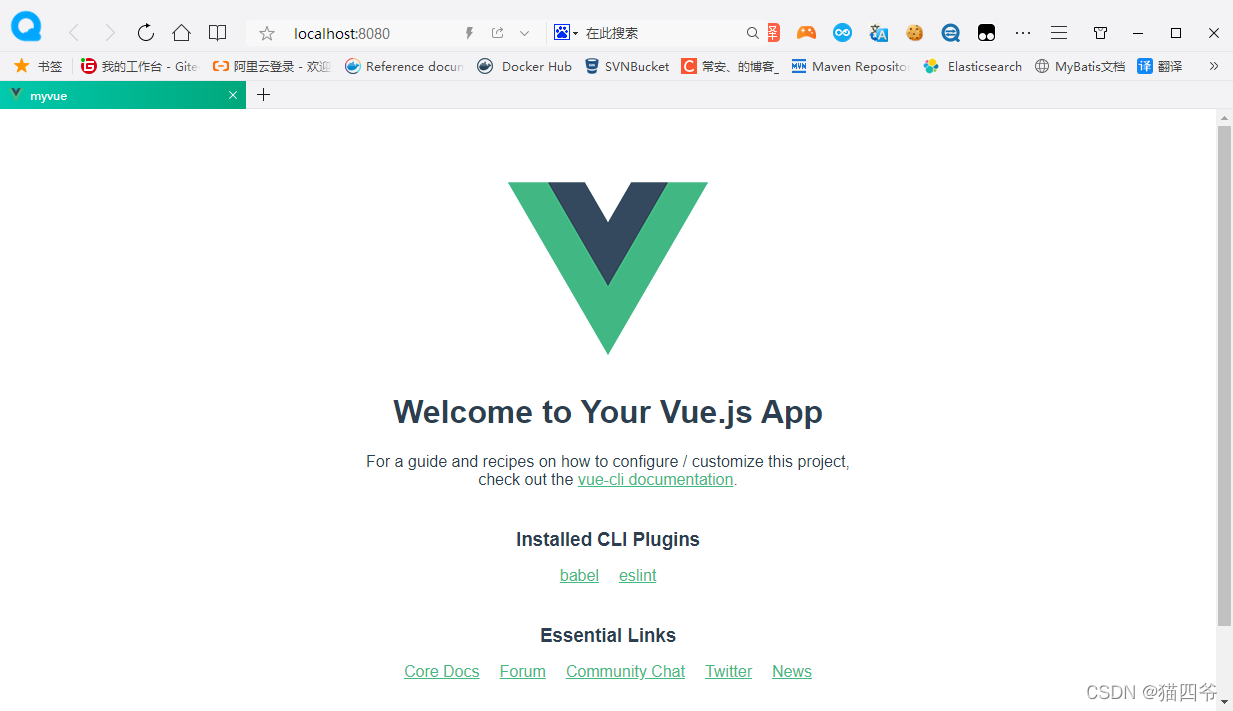 localhost:8080 在此搜索 译
书签 我的工作台 - Gite 阿里云登录 - 欢迎 Reference docun Docker Hub SVNBucket C 常安、的博客_ MVN Maven Reposito Elasticsearch MyBatis文档 译 翻译
myvue
Welcome to Your Vue.js App
For a guide and recipes on how to configure / customize this project,
check out the vue-cli documentation.
Installed CLI Plugins
babel eslint
Essential Links
Core Docs Forum Community Chat Twitter News
CSDN @猫四爷